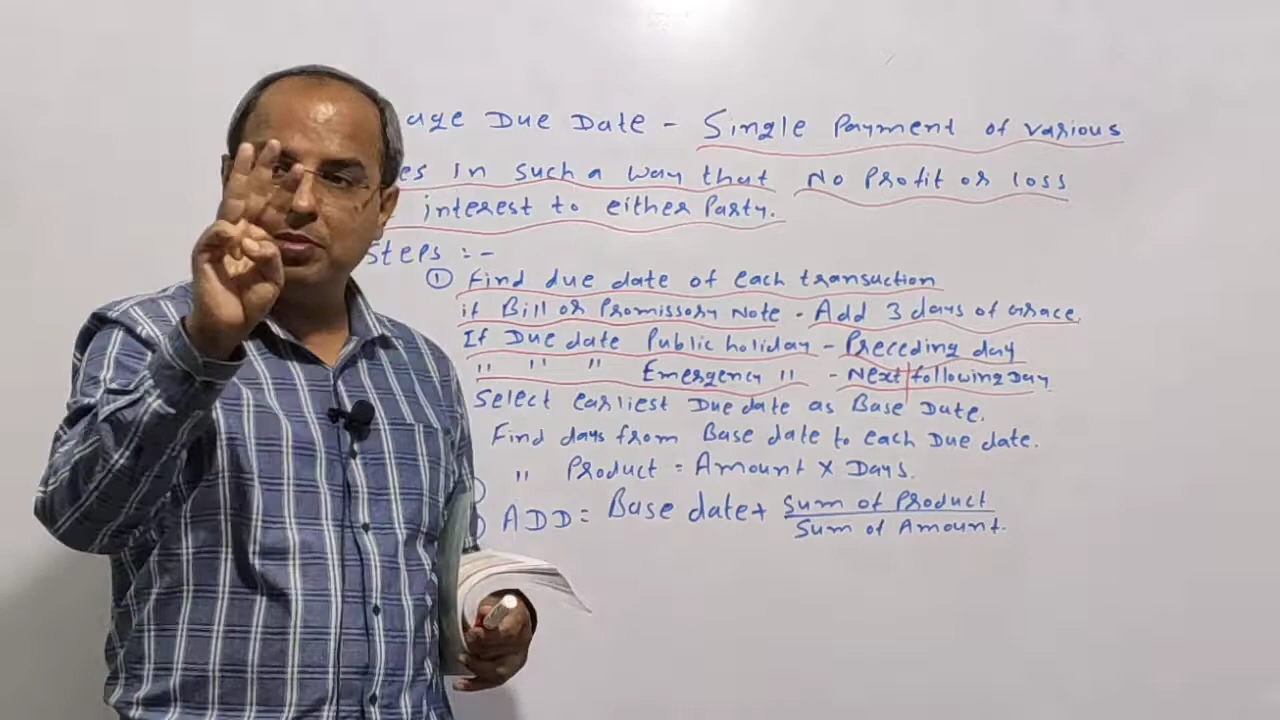 age Due Date - Single Payment of various
es in such a way that No Profit or loss
interest to either Party.
Steps :-
① Find due date of each transuction
if Bill or Promissory Note - Add 3 days of grace.
If Due date Public holiday - Preceding day
" " " Emergency " - Next|following Day.
Select earliest Due date as Base Date.
Find days from Base date to each Due date.
" Product = Amount X Days.
ADD = Base date + Sum of Product
Sum of Amount.